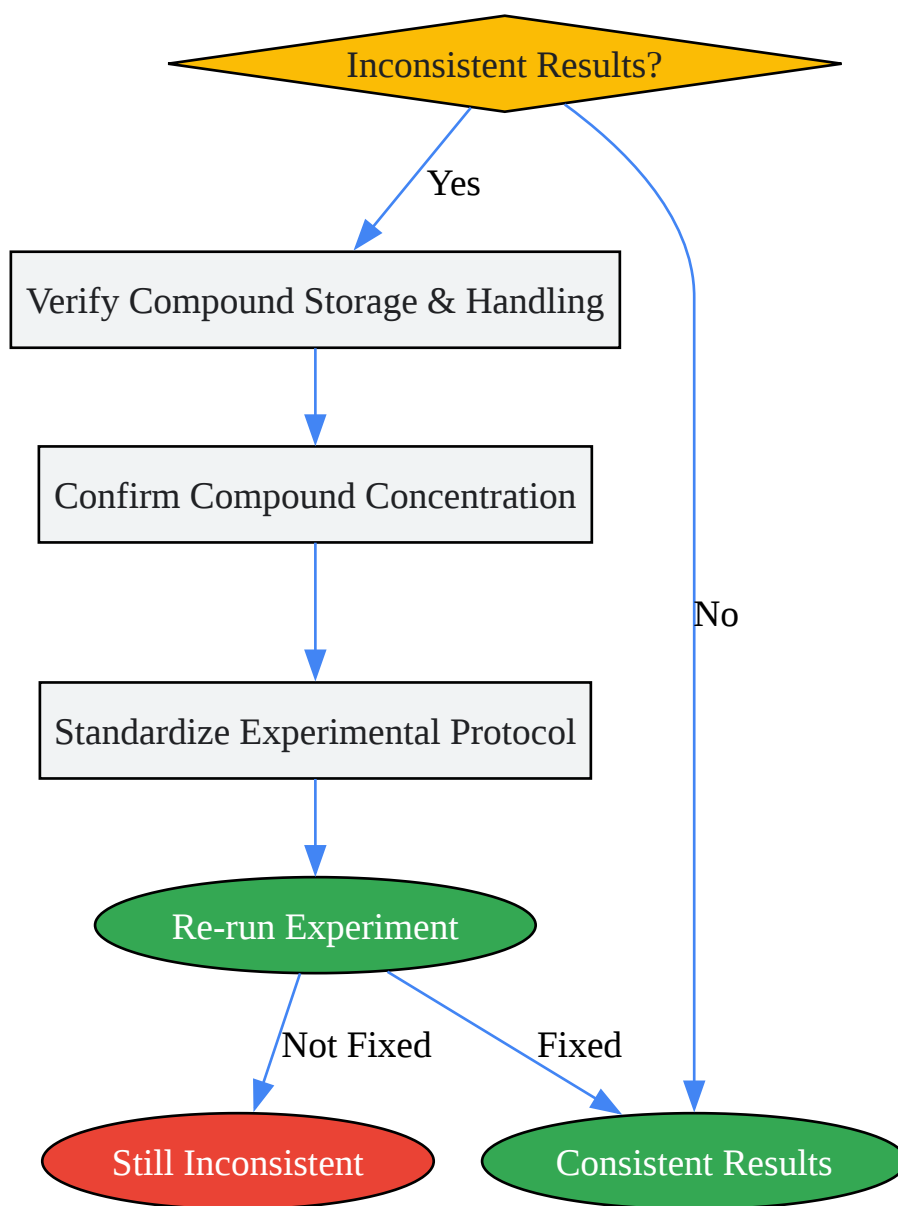 Inconsistent Results?
Yes
Verify Compound Storage & Handling
Confirm Compound Concentration
No
Standardize Experimental Protocol
Re-run Experiment
Not Fixed
Fixed
Still Inconsistent
Consistent Results